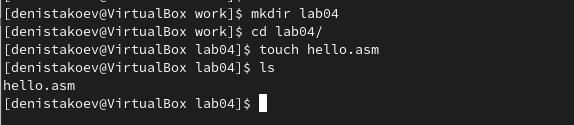 [denistakoev@VirtualBox work]$ mkdir lab04
[denistakoev@VirtualBox work]$ cd lab04/
[denistakoev@VirtualBox lab04]$ touch hello.asm
[denistakoev@VirtualBox lab04]$ ls
hello.asm
[denistakoev@VirtualBox lab04]$